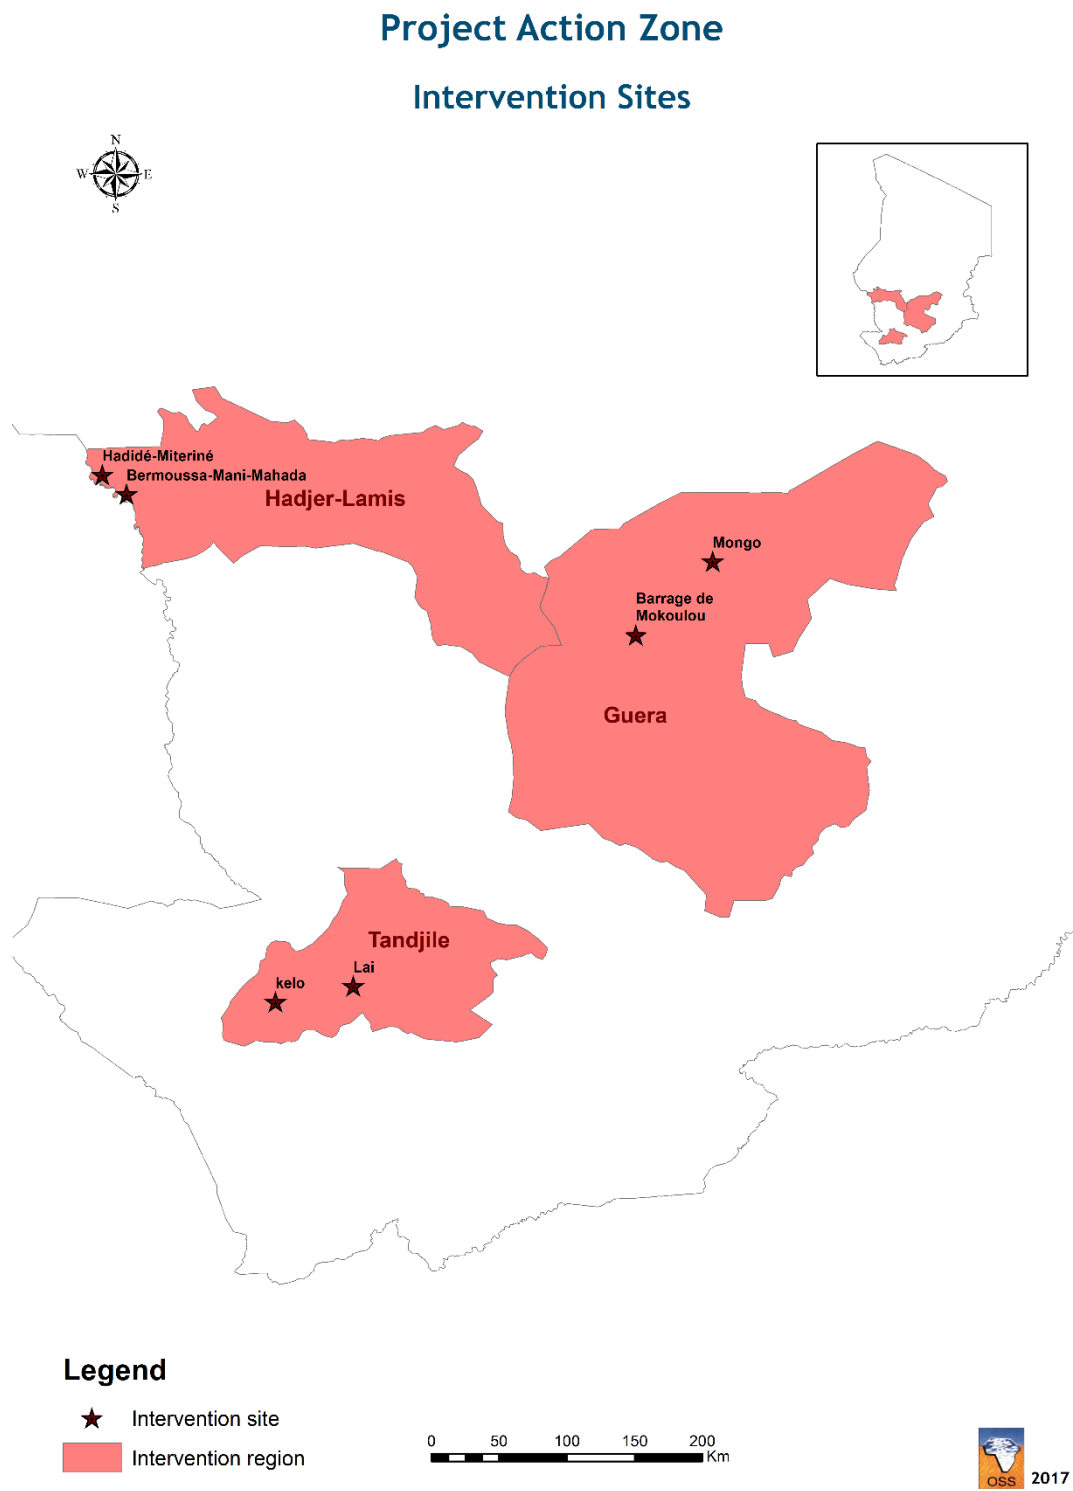 Project Action Zone
Intervention Sites
N
W E
S
Hadidé-Miteriné
Bermoussa-Mani-Mahada
Hadjer-Lamis
Mongo
Barrage de
Mokoulou
Guera
Tandjile
Lai
kelo
Legend
Intervention site
Intervention region
0 50 100 150 200
Km
OSS
2017